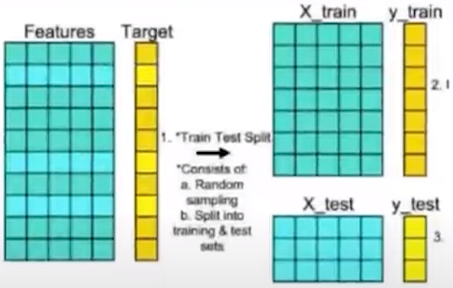 Features Target
X_train y_train
1. *Train Test Split
*Consists of:
a. Random
sampling
b. Split into
training & test
sets
2. I
X_test y_test
3.